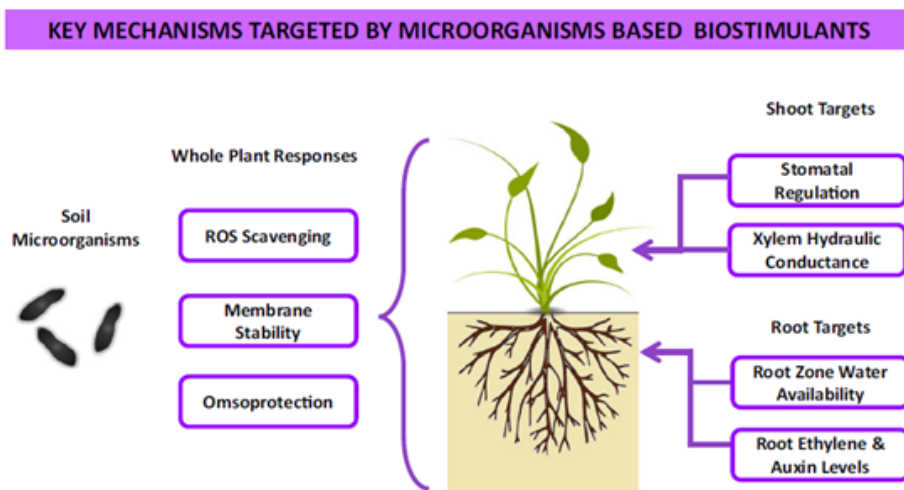 KEY MECHANISMS TARGETED BY MICROORGANISMS BASED BIOSTIMULANTS
Soil
Microorganisms
Whole Plant Responses
ROS Scavenging
Membrane
Stability
Omsoprotection
Shoot Targets
Stomatal
Regulation
Xylem Hydraulic
Conductance
Root Targets
Root Zone Water
Availability
Root Ethylene &
Auxin Levels